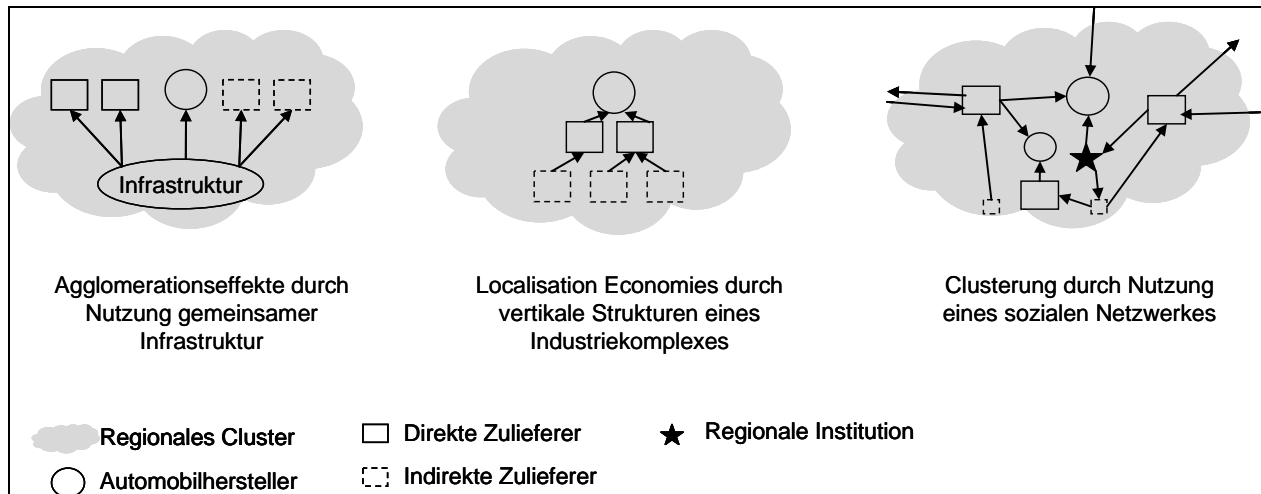 Infrastruktur
Agglomerationseffekte durch
Nutzung gemeinsamer
Infrastruktur
Localisation Economies durch
vertikale Strukturen eines
Industriekomplexes
Clusterung durch Nutzung
eines sozialen Netzwerkes
Regionales Cluster
Direkte Zulieferer
Regionale Institution
Automobilhersteller
Indirekte Zulieferer